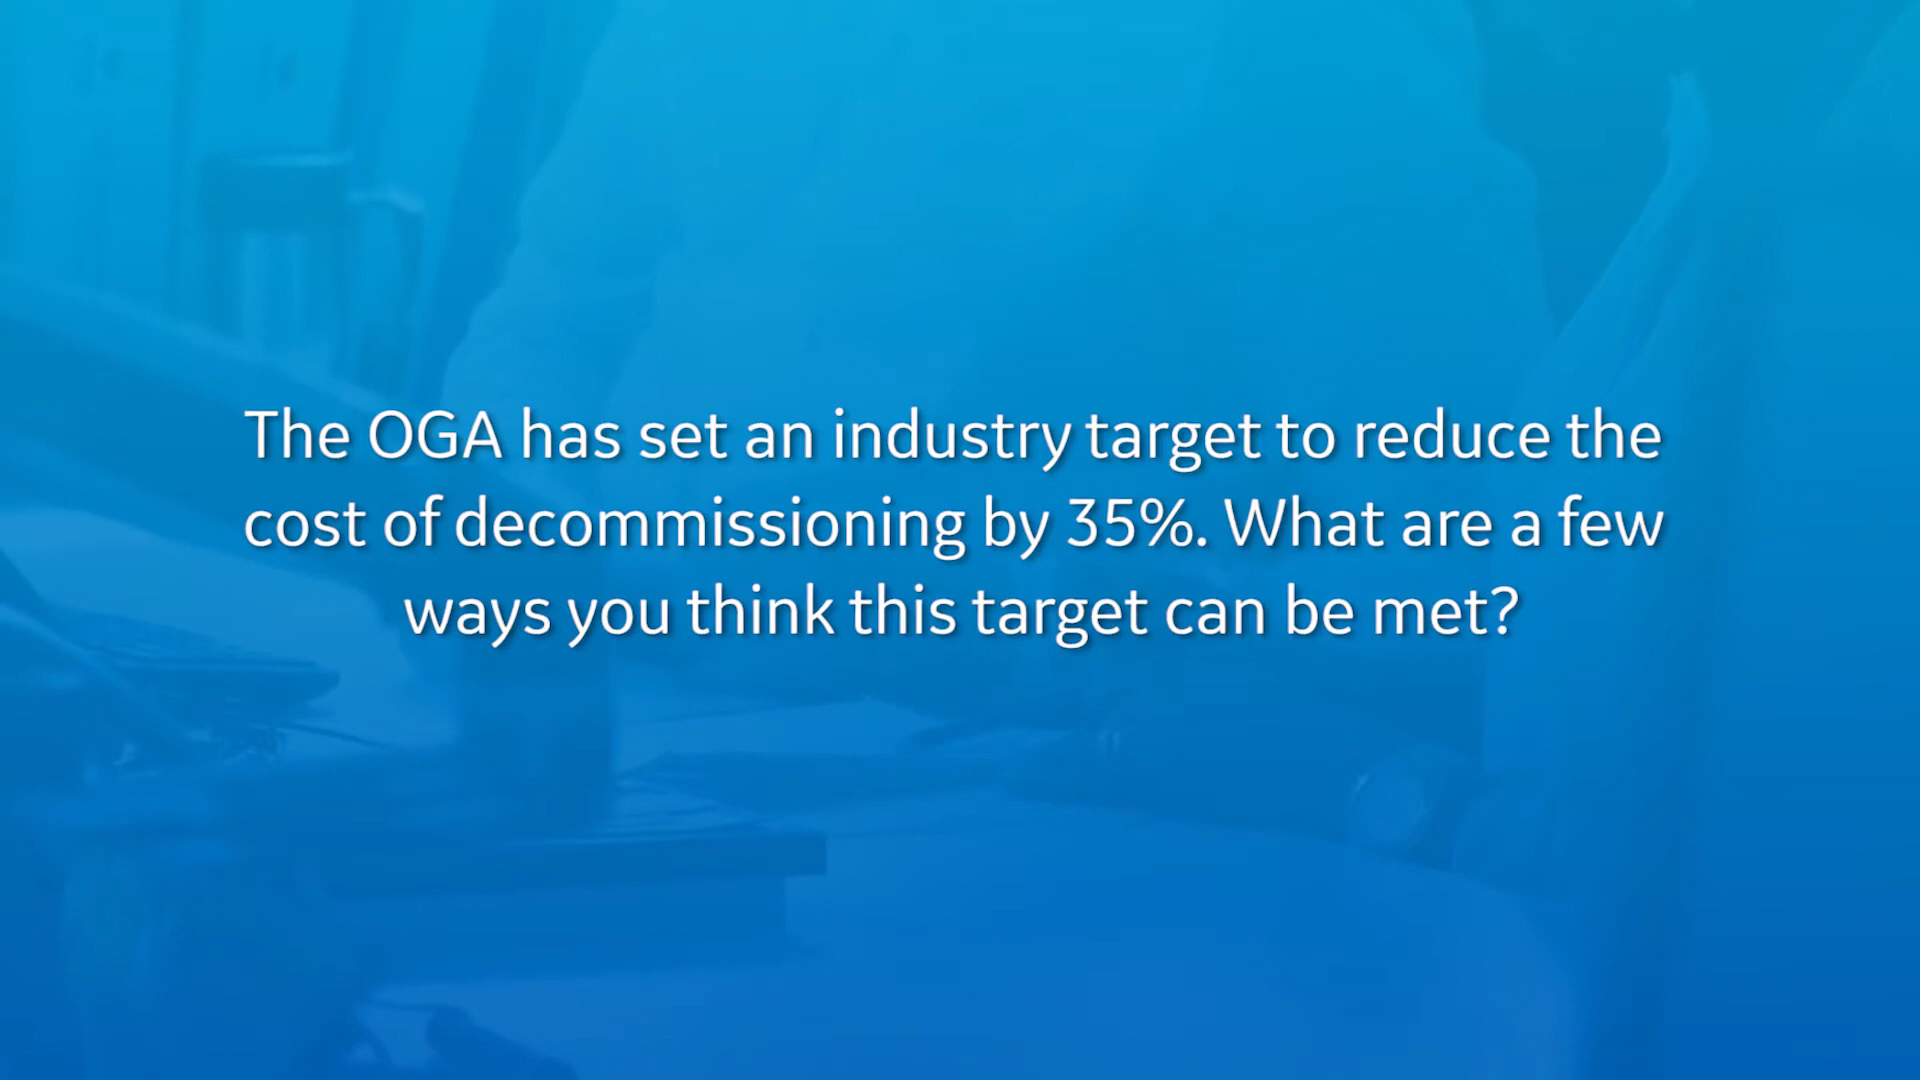 The OGA has set an industry target to reduce the
cost of decommissioning by 35%. What are a few
ways you think this target can be met?